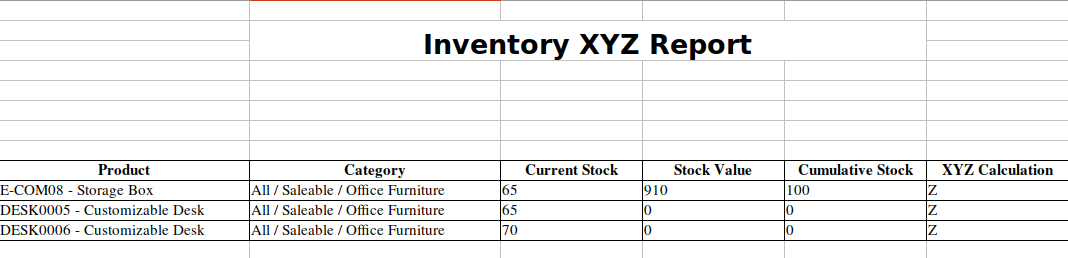 Inventory XYZ Report
Product Category Current Stock Stock Value Cumulative Stock XYZ Calculation
E-COM08 - Storage Box All / Saleable / Office Furniture 65 910 100 Z
DESK0005 - Customizable Desk All / Saleable / Office Furniture 65 0 0 Z
DESK0006 - Customizable Desk All / Saleable / Office Furniture 70 0 0 Z